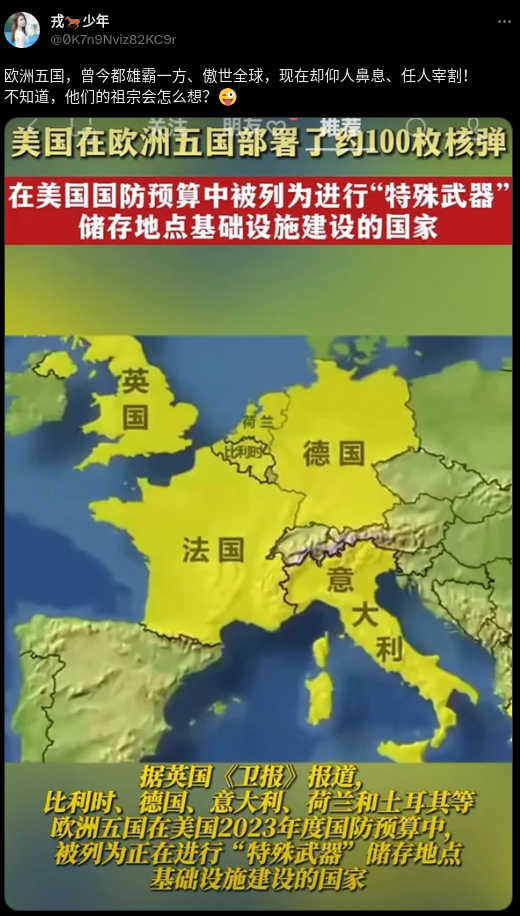 戎🐎少年
@0K7n9Nviz82KC9r
欧洲五国，曾今都雄霸一方、傲世全球，现在却仰人鼻息、任人宰割！
不知道，他们的祖宗会怎么想？😜
关注 朋友 推荐
美国在欧洲五国部署了约100枚核弹
在美国国防预算中被列为进行“特殊武器”
储存地点基础设施建设的国家
英
国
荷兰
比利时
德国
法国
意
大
利
据英国《卫报》报道，
比利时、德国、意大利、荷兰和土耳其等
欧洲五国在美国2023年度国防预算中，
被列为正在进行“特殊武器”储存地点
基础设施建设的国家